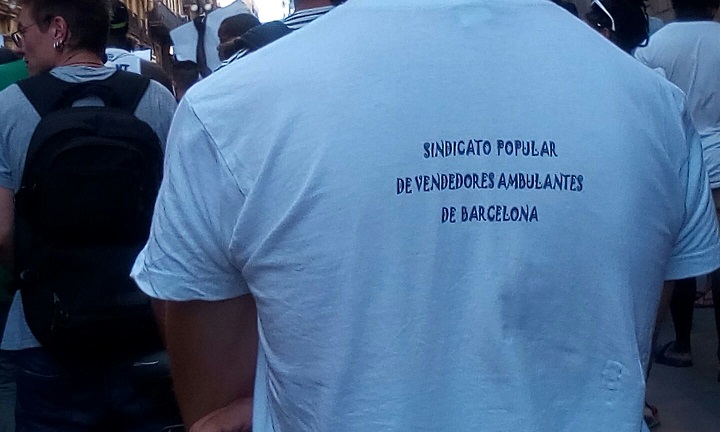 SINDICATO POPULAR
DE VENDEDORES AMBULANTES
DE BARCELONA